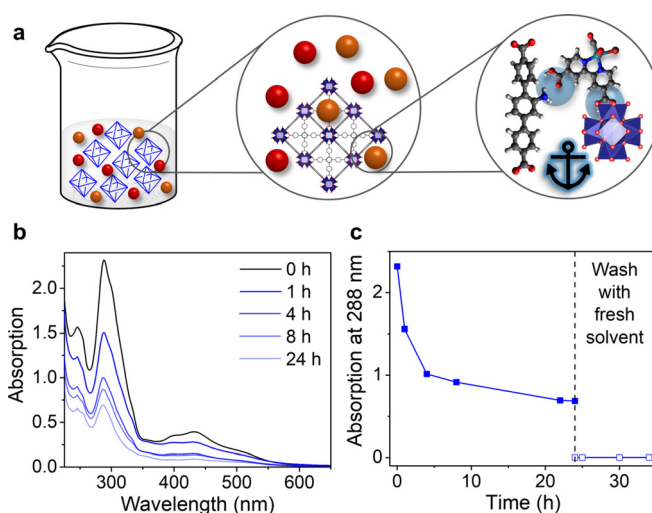 a
b
Absorption
2.0
1.5
1.0
0.5
0.0
300
400
500
600
Wavelength (nm)
0 h
1 h
4 h
8 h
24 h
c
Absorption at 288 nm
2
1
0
0
10
20
30
Time (h)
Wash
with
fresh
solvent